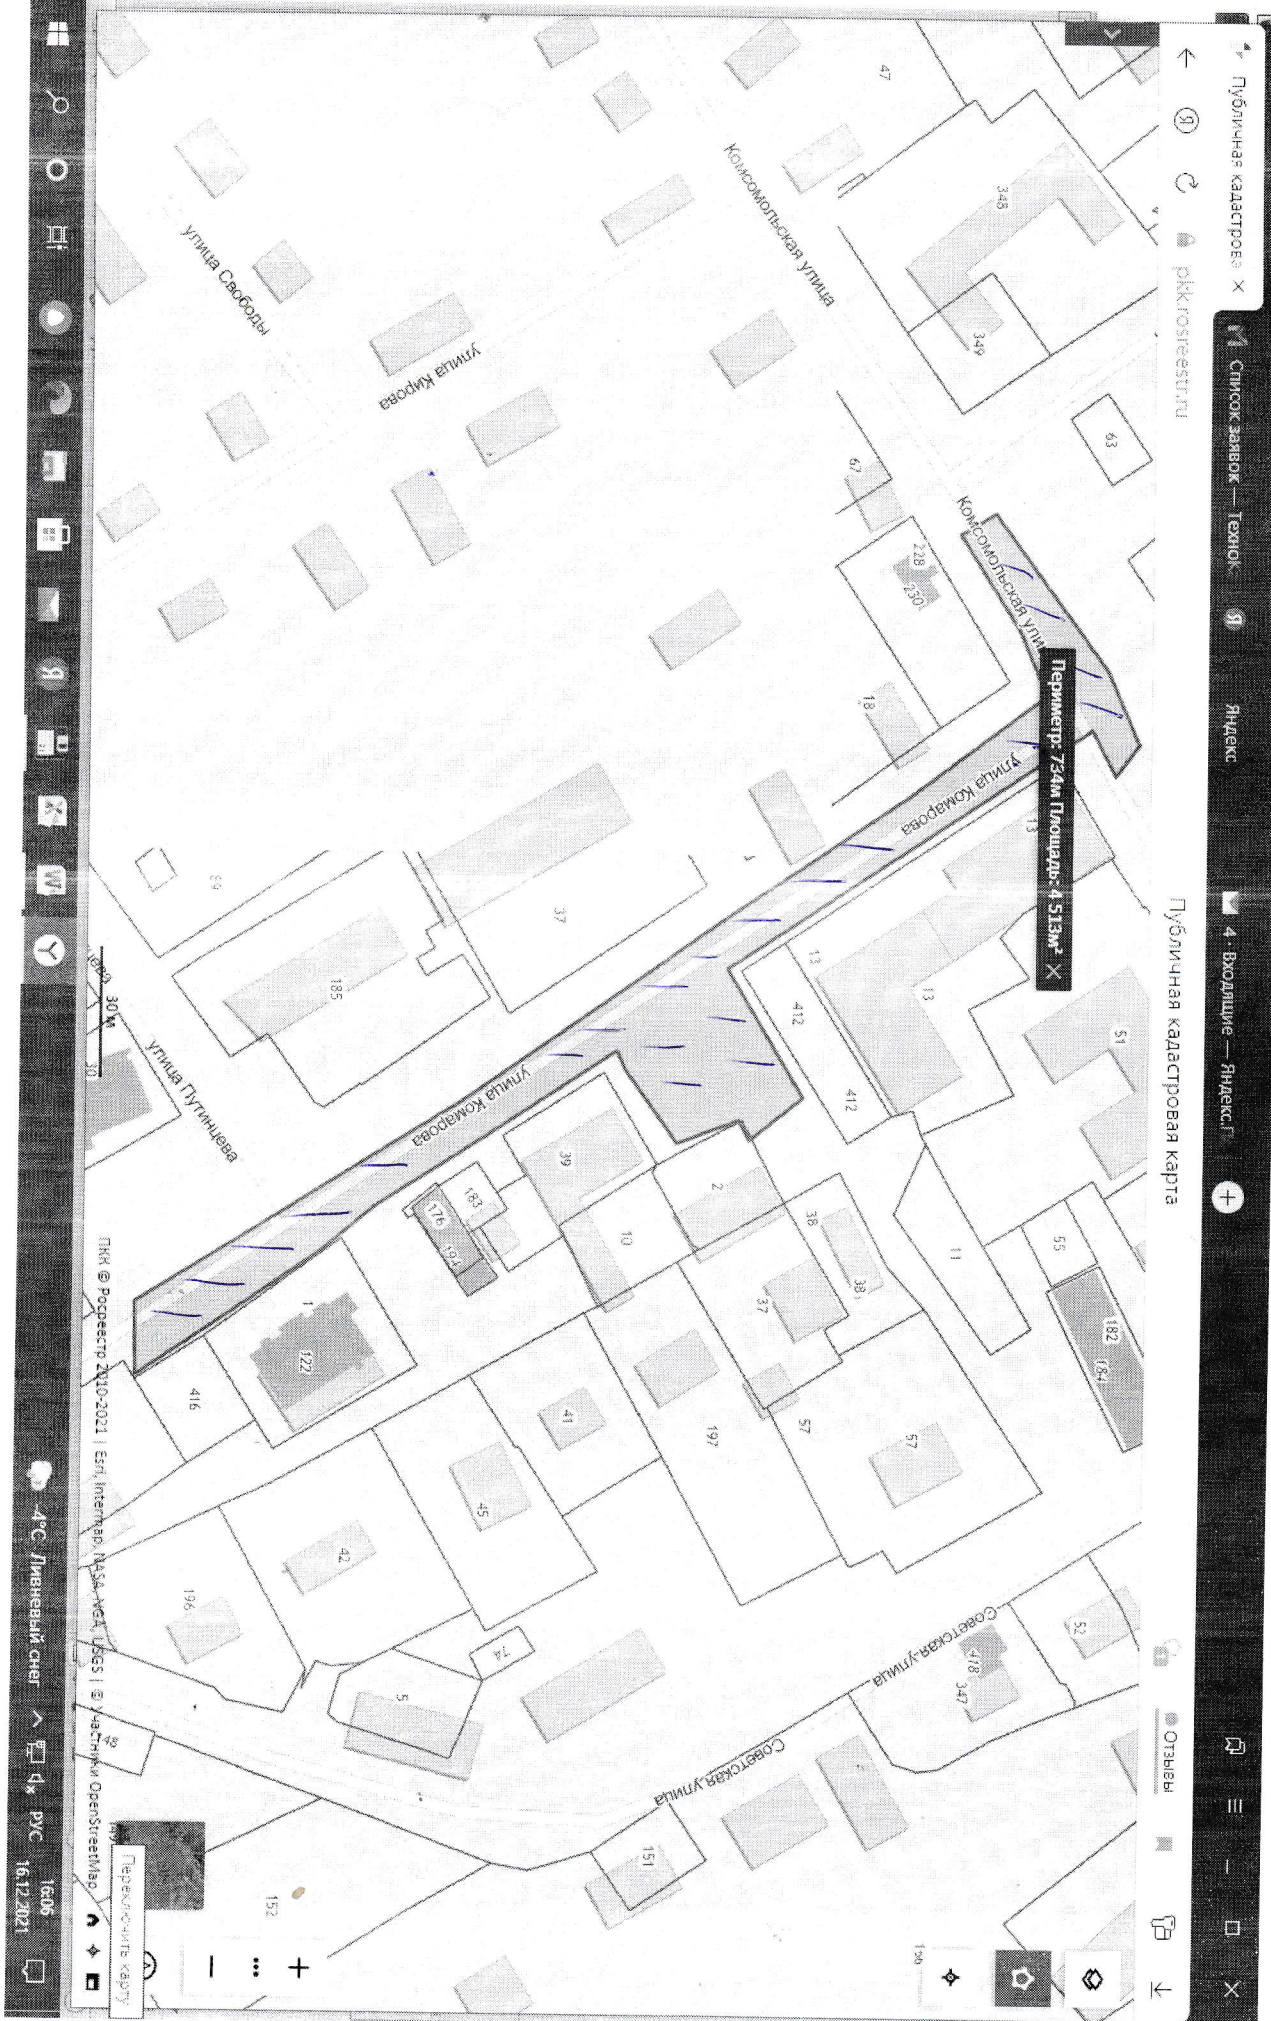 Публичная кадастров
Список заявок — Технок
Яндекс
4 · Входящие — Яндекс.П
pkk.rosreestr.ru
Публичная кадастровая карта
Отзывы
47
348
349
63
Комсомольская улица
67
228
230
Комсомольская ули
18
Периметр: 734м Площадь: 4 513м²
улица Комарова
13
13
13
412
412
51
улица Свободы
улица Кирова
37
185
улица Комарова
39
183
176
194
10
2
38
38
37
11
55
182
184
улица Путинцева
1
122
416
41
45
42
197
57
57
196
74
5
Советская улица
Советская улица
52
418
347
151
152
30 м
30
Переключить карту
ПКК © Росреестр 2010-2021 | Esri, Intermap, NASA, NGA, USGS | © Участники OpenStreetMap
-4°C Ливневый снег
РУС
16:06
16.12.2021